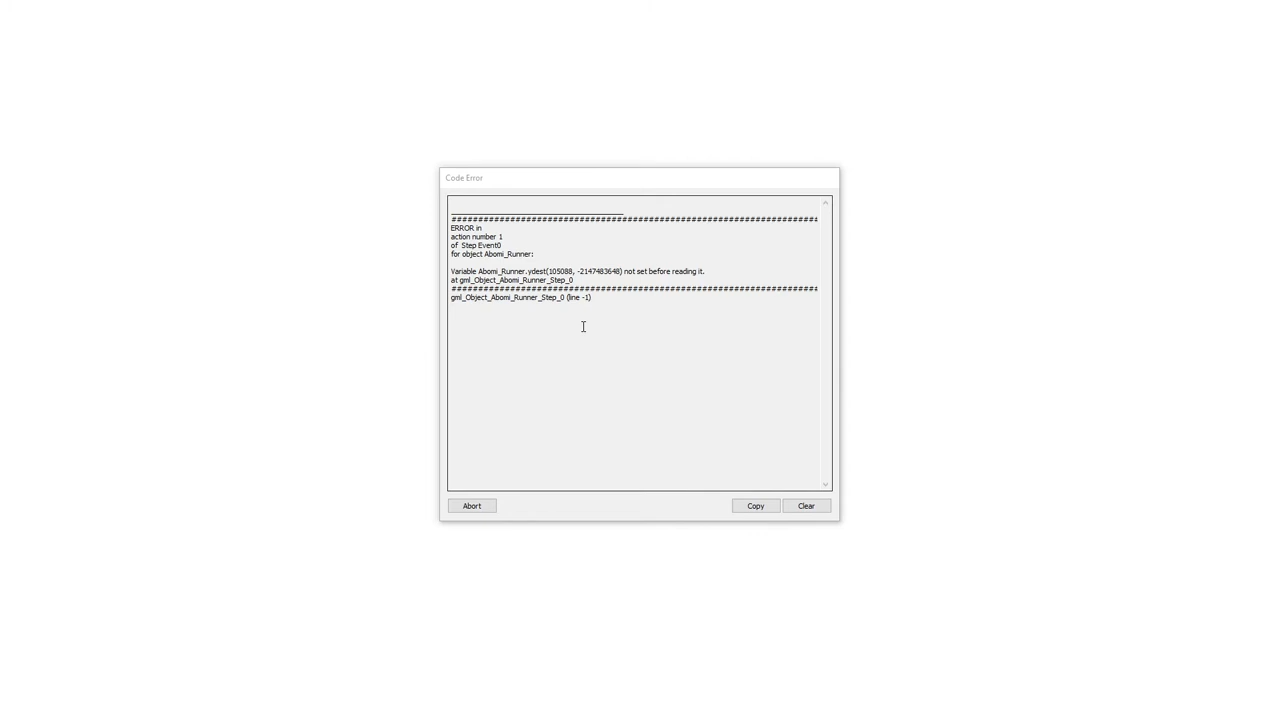 Code Error
____________________________________________
############################################################################################
ERROR in
action number 1
of  Step Event0
for object Abomi_Runner:
Variable Abomi_Runner.ydest(105088, -2147483648) not set before reading it.
at gml_Object_Abomi_Runner_Step_0
############################################################################################
gml_Object_Abomi_Runner_Step_0 (line -1)
Abort
Copy
Clear